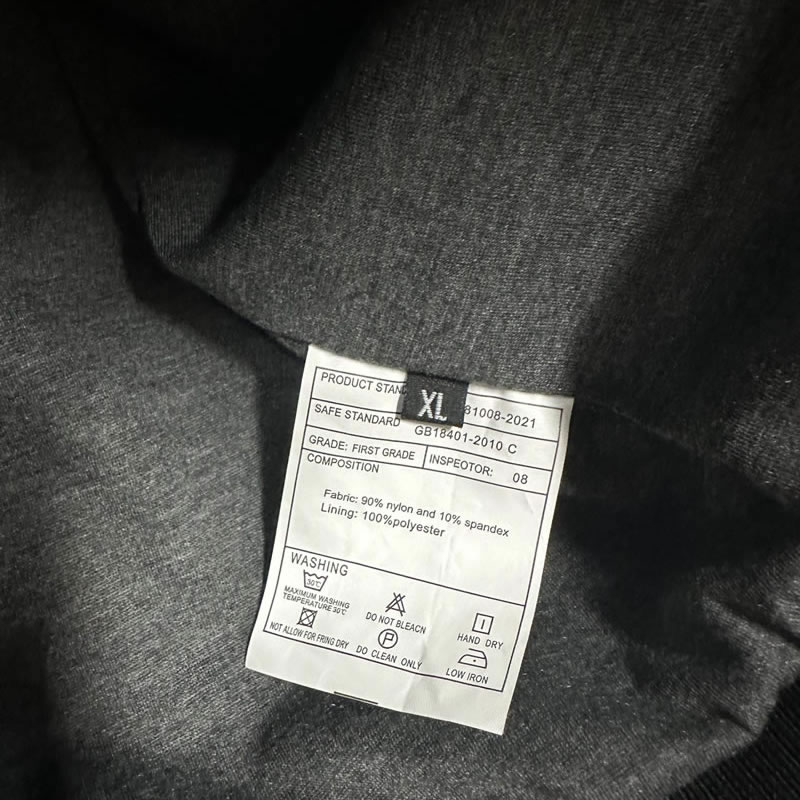 XL
PRODUCT STAN 81008-2021
SAFE STANDARD GB18401-2010 C
GRADE: FIRST GRADE INSPEOTOR: 08
COMPOSITION
Fabric: 90% nylon and 10% spandex
Lining: 100%polyester
WASHING
30℃
MAXIMUM WASHING
TEMPERATURE 30℃
DO NOT BLEACN
HAND DRY
NOT ALLOW FOR FRING DRY
P
DO CLEAN ONLY
LOW IRON